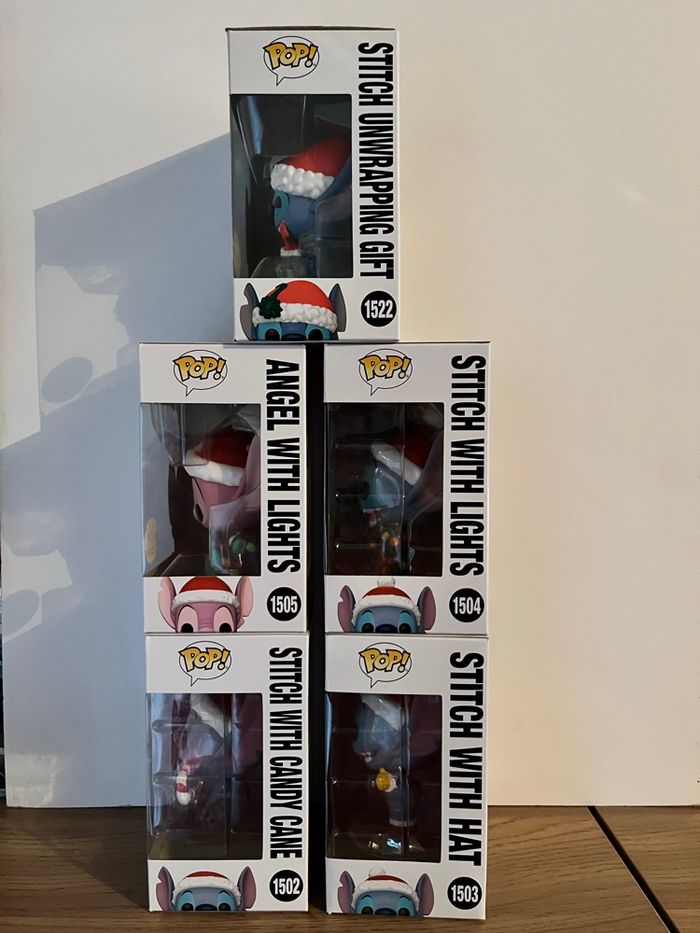 POP!
STITCH UNWRAPPING GIFT
1522
POP!
ANGEL WITH LIGHTS
1505
POP!
STITCH WITH LIGHTS
1504
POP!
STITCH WITH CANDY CANE
1502
POP!
STITCH WITH HAT
1503